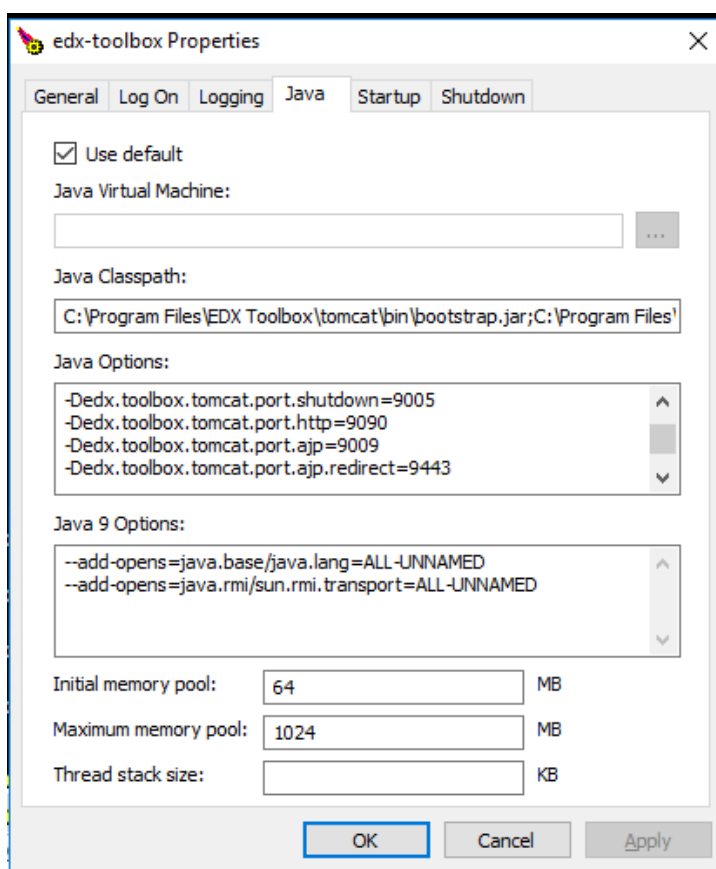 edx-toolbox Properties
General Log On Logging Java Startup Shutdown
Use default
Java Virtual Machine:
...
Java Classpath:
C:\Program Files\EDX Toolbox\tomcat\bin\bootstrap.jar;C:\Program Files\
Java Options:
-Dedx.toolbox.tomcat.port.shutdown=9005
-Dedx.toolbox.tomcat.port.http=9090
-Dedx.toolbox.tomcat.port.ajp=9009
-Dedx.toolbox.tomcat.port.ajp.redirect=9443
Java 9 Options:
--add-opens=java.base/java.lang=ALL-UNNAMED
--add-opens=java.rmi/sun.rmi.transport=ALL-UNNAMED
Initial memory pool: 64 MB
Maximum memory pool: 1024 MB
Thread stack size: KB
OK Cancel Apply